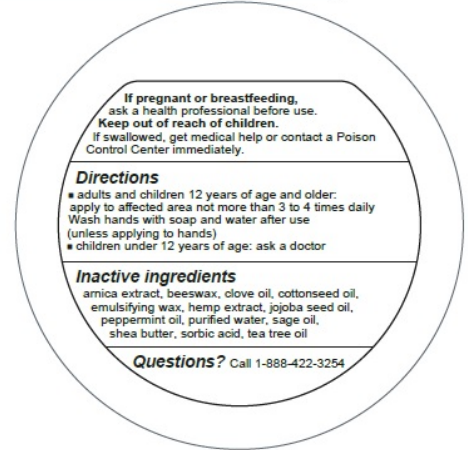 If pregnant or breastfeeding,
ask a health professional before use.
Keep out of reach of children.
If swallowed, get medical help or contact a Poison
Control Center immediately.
Directions
▪ adults and children 12 years of age and older:
apply to affected area not more than 3 to 4 times daily
Wash hands with soap and water after use
(unless applying to hands)
▪ children under 12 years of age: ask a doctor
Inactive ingredients
arnica extract, beeswax, clove oil, cottonseed oil,
emulsifying wax, hemp extract, jojoba seed oil,
peppermint oil, purified water, sage oil,
shea butter, sorbic acid, tea tree oil
Questions? Call 1-888-422-3254